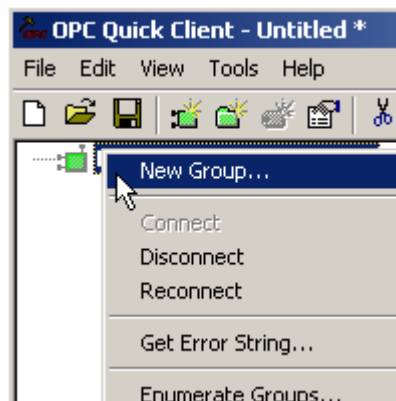 OPC Quick Client - Untitled *
File Edit View Tools Help
New Group...
Connect
Disconnect
Reconnect
Get Error String...
Enumerate Groups...